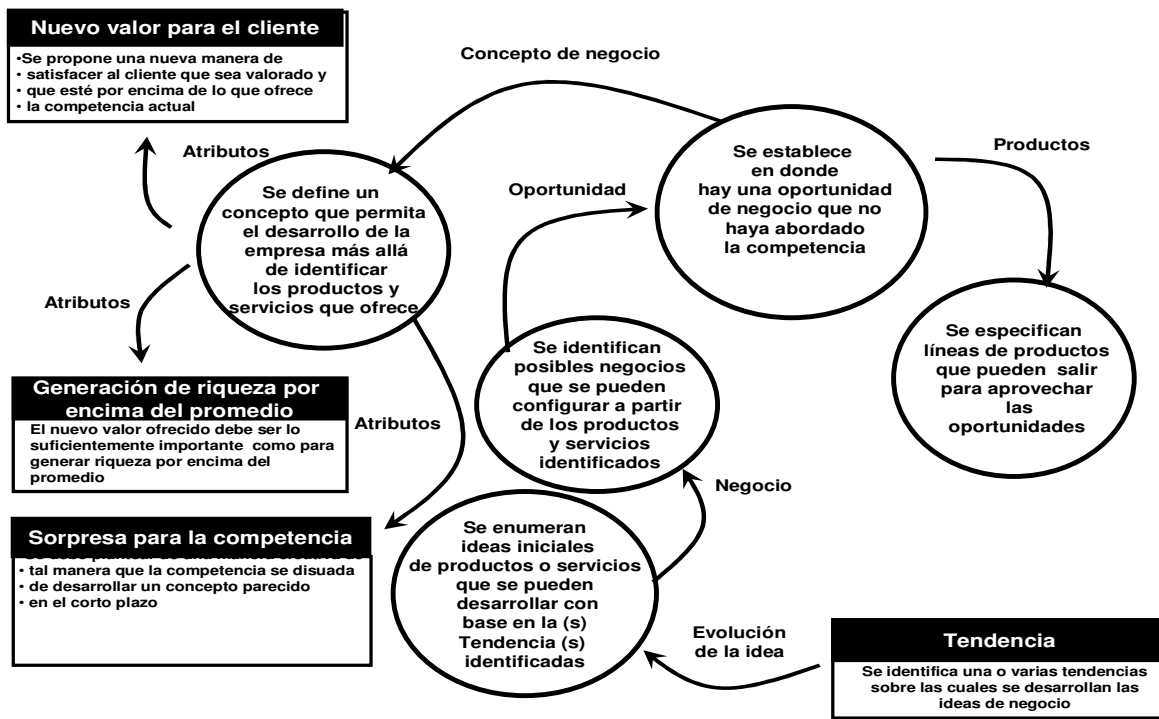 Nuevo valor para el cliente
•Se propone una nueva manera de
• satisfacer al cliente que sea valorado y
• que esté por encima de lo que ofrece
• la competencia actual
Concepto de negocio
Atributos
Se define un
concepto que permita
el desarrollo de la
empresa más allá
de identificar
los productos y
servicios que ofrece
Oportunidad
Se establece
en donde
hay una oportunidad
de negocio que no
haya abordado
la competencia
Productos
Se especifican
líneas de productos
que pueden salir
para aprovechar
las
oportunidades
Atributos
Generación de riqueza por
encima del promedio
El nuevo valor ofrecido debe ser lo
suficientemente importante como para
generar riqueza por encima del
promedio
Atributos
Se identifican
posibles negocios
que se pueden
configurar a partir
de los productos
y servicios
identificados
Negocio
Sorpresa para la competencia
• tal manera que la competencia se disuada
• de desarrollar un concepto parecido
• en el corto plazo
Se enumeran
ideas iniciales
de productos o servicios
que se pueden
desarrollar con
base en la (s)
Tendencia (s)
identificadas
Evolución
de la idea
Tendencia
Se identifica una o varias tendencias
sobre las cuales se desarrollan las
ideas de negocio